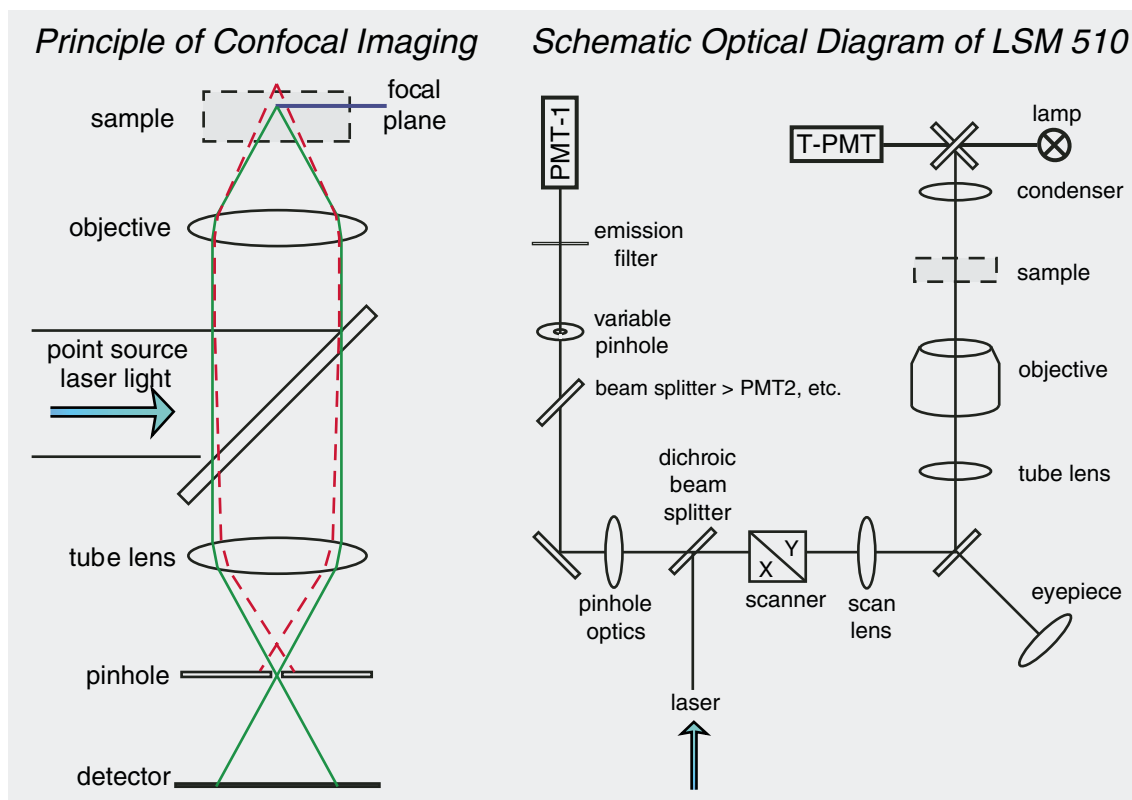 Principle of Confocal Imaging
sample
focal
plane
objective
point source
laser light
tube lens
pinhole
detector
Schematic Optical Diagram of LSM 510
PMT-1
T-PMT
lamp
condenser
emission
filter
sample
variable
pinhole
objective
beam splitter > PMT2, etc.
dichroic
beam
splitter
tube lens
X
Y
pinhole
optics
scanner
scan
lens
eyepiece
laser